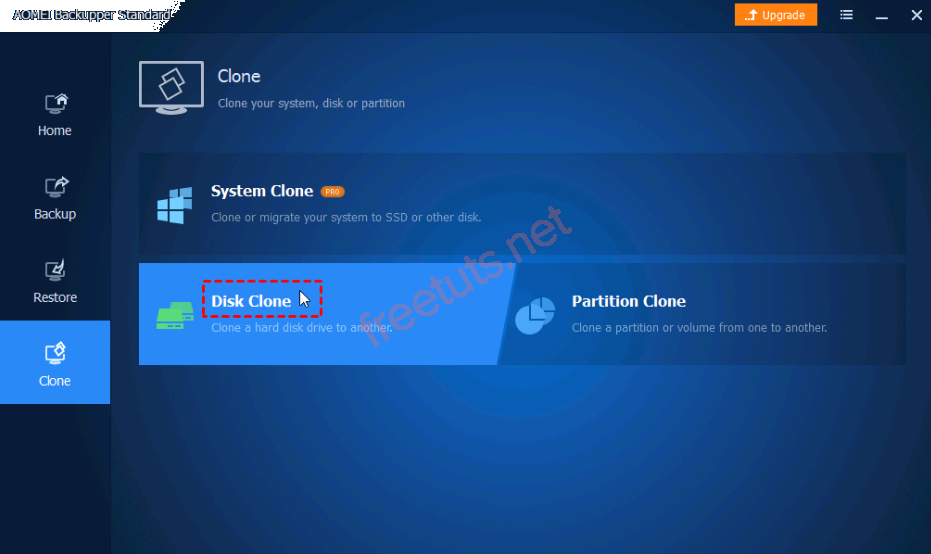 AOMEI Backupper Standard
Upgrade
Home
Backup
Restore
Clone
Clone
Clone your system, disk or partition
System Clone PRO
Clone or migrate your system to SSD or other disk.
Disk Clone
Clone a hard disk drive to another.
Partition Clone
Clone a partition or volume from one to another.
freetuts.net